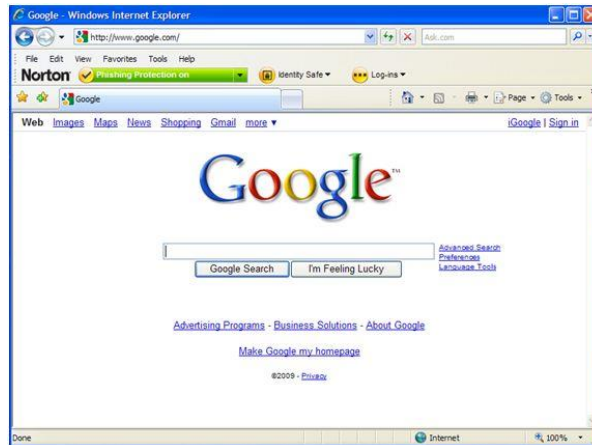 Google - Windows Internet Explorer
http://www.google.com/ Ask.com
File Edit View Favorites Tools Help
Norton Phishing Protection on Identity Safe Log-ins
Google Page Tools
Web Images Maps News Shopping Gmail more ▼ iGoogle | Sign in
Google™
Advanced Search
Preferences
Language Tools
Google Search I'm Feeling Lucky
Advertising Programs - Business Solutions - About Google
Make Google my homepage
©2009 - Privacy
Done Internet 100%